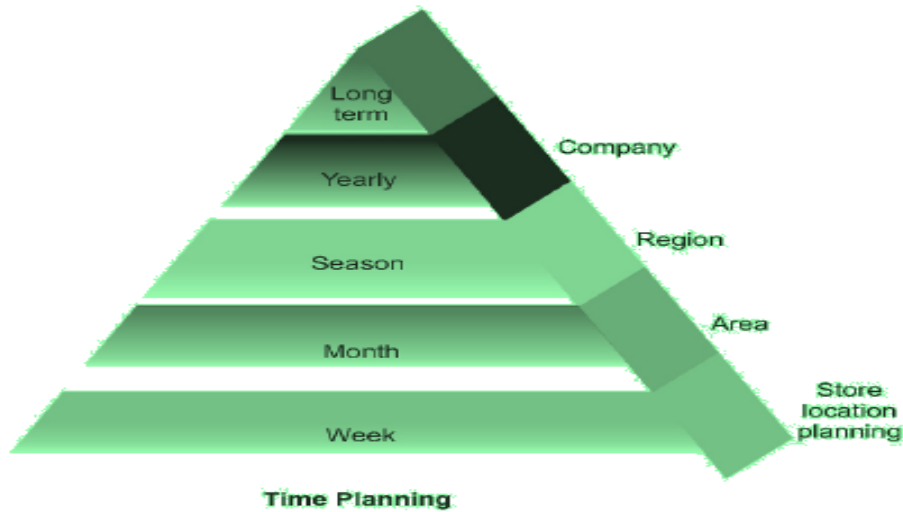 Long
term
Company
Yearly
Region
Season
Area
Month
Store
location
planning
Week
Time Planning